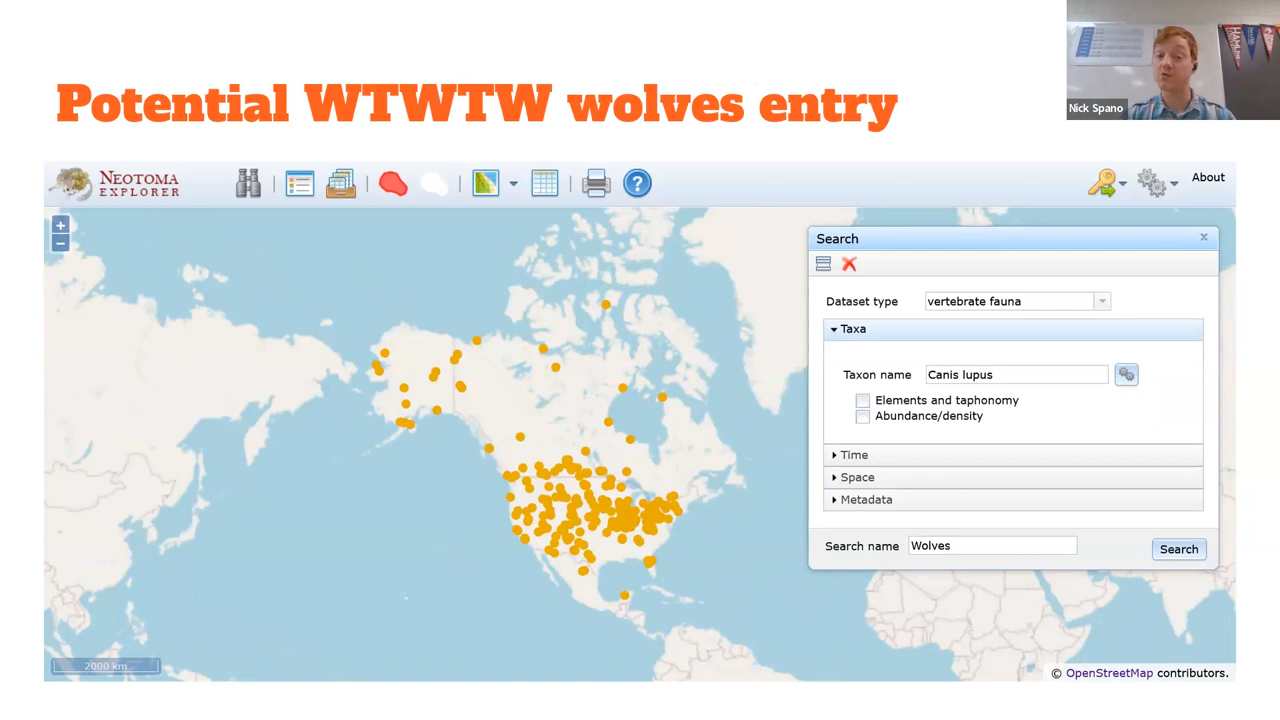 Potential WTWTW wolves entry
Nick Spano
NEOTOMA
EXPLORER
?
About
+
−
Search
x
Dataset type
vertebrate fauna
Taxa
Taxon name
Canis lupus
Elements and taphonomy
Abundance/density
Time
Space
Metadata
Search name
Wolves
Search
2000 km
© OpenStreetMap contributors.